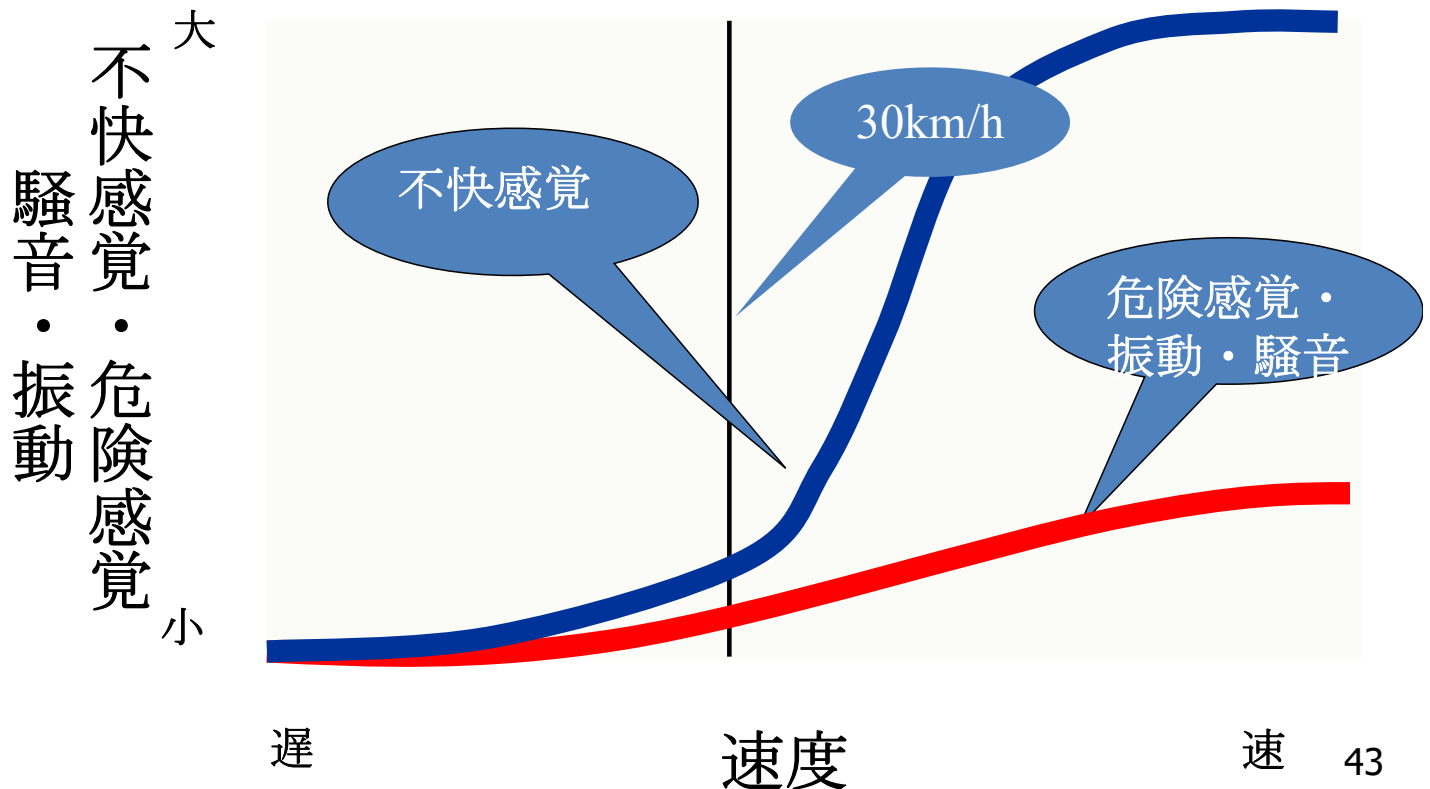 不快感覚・危険感覚
騒音・振動
大
小
不快感覚
30km/h
危険感覚・
振動・騒音
遅
速度
速
43